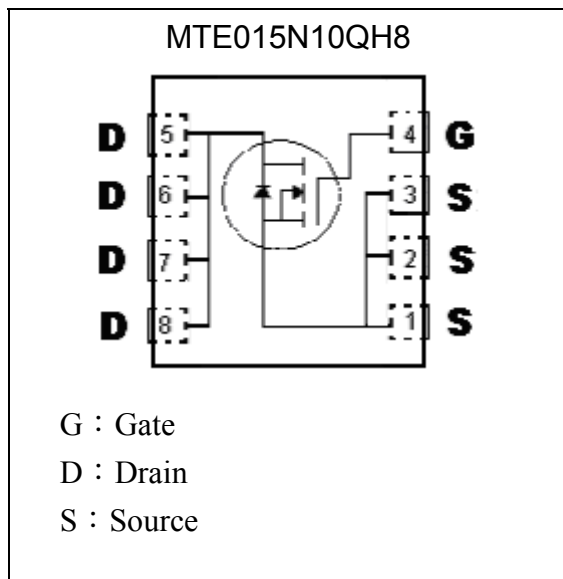 MTE015N10QH8
D 5 4 G
D 6 3 S
D 7 2 S
D 8 1 S
G：Gate
D：Drain
S：Source